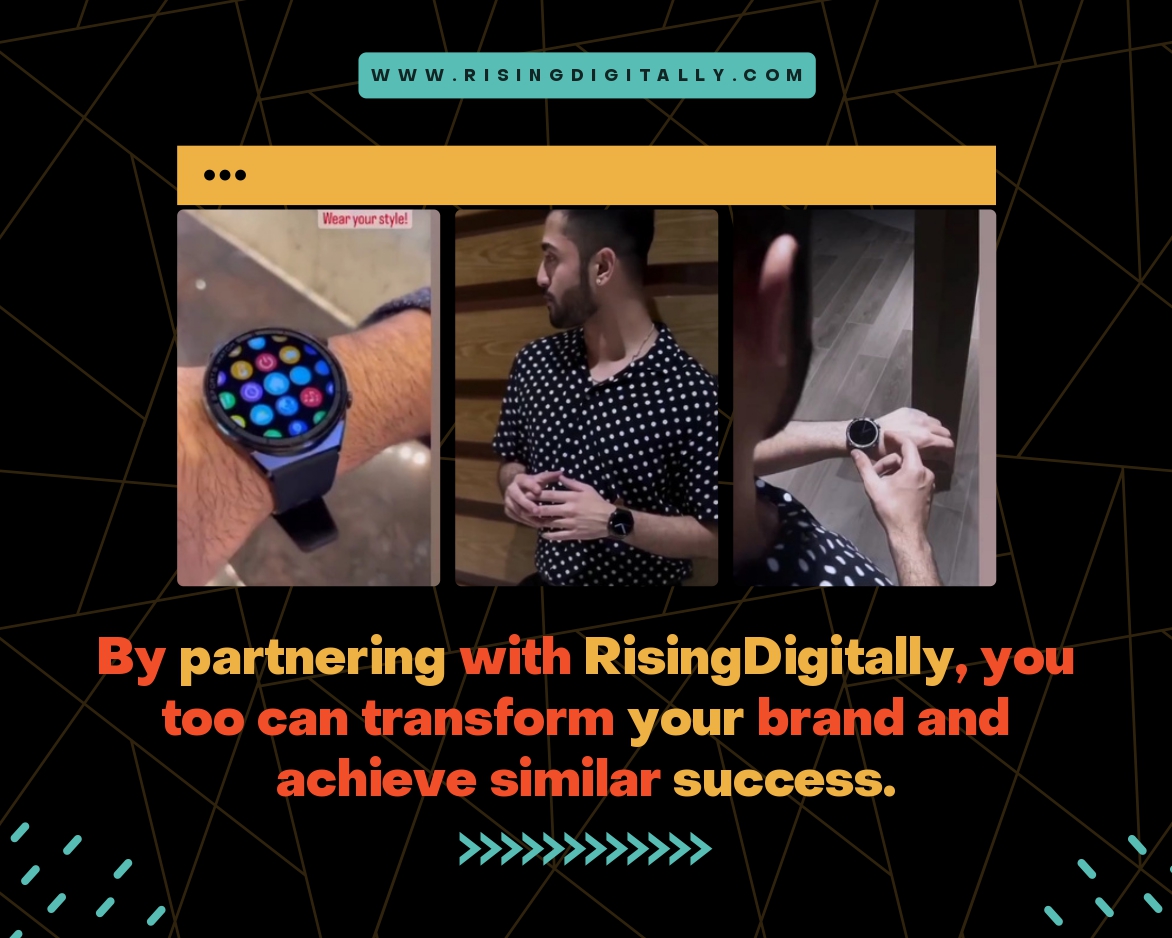 WWW.RISINGDIGITALLY.COM
Wear your style!
By partnering with RisingDigitally, you
too can transform your brand and
achieve similar success.